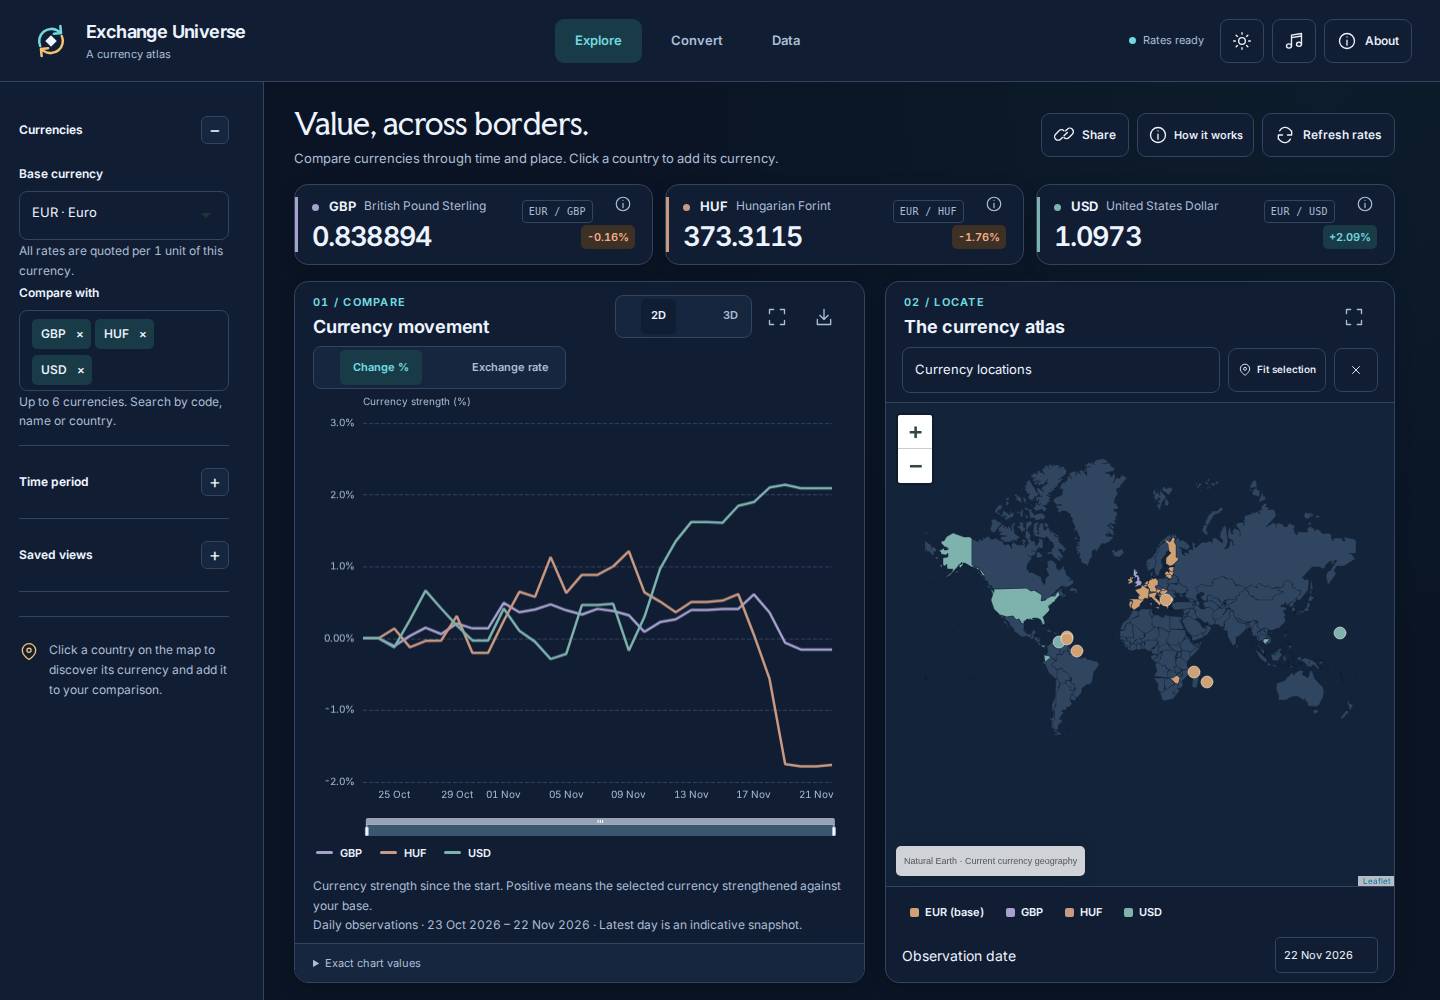 Exchange Universe
A currency atlas
Explore
Convert
Data
Rates ready
About
Currencies
−
Base currency
EUR · Euro
All rates are quoted per 1 unit of this
currency.
Compare with
GBP ×
HUF ×
USD ×
Up to 6 currencies. Search by code,
name or country.
Time period
+
Saved views
+
Click a country on the map to
discover its currency and add it
to your comparison.
Value, across borders.
Compare currencies through time and place. Click a country to add its currency.
Share
How it works
Refresh rates
GBP British Pound Sterling
EUR / GBP
0.838894
-0.16%
HUF Hungarian Forint
EUR / HUF
373.3115
-1.76%
USD United States Dollar
EUR / USD
1.0973
+2.09%
01 / COMPARE
Currency movement
2D
3D
Change %
Exchange rate
Currency strength (%)
3.0%
2.0%
1.0%
0.00%
-1.0%
-2.0%
25 Oct
29 Oct
01 Nov
05 Nov
09 Nov
13 Nov
17 Nov
21 Nov
GBP
HUF
USD
Currency strength since the start. Positive means the selected currency strengthened against
your base.
Daily observations · 23 Oct 2026 – 22 Nov 2026 · Latest day is an indicative snapshot.
Exact chart values
02 / LOCATE
The currency atlas
Currency locations
Fit selection
×
+
−
Natural Earth · Current currency geography
Leaflet
EUR (base)
GBP
HUF
USD
Observation date
22 Nov 2026